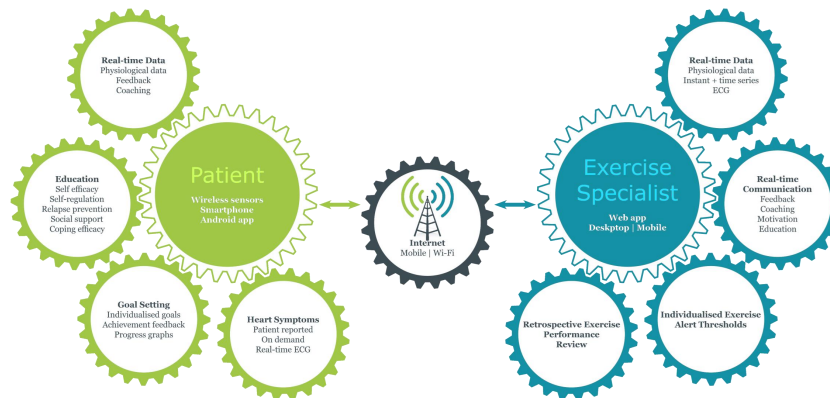 Real-time Data
Physiological data
Feedback
Coaching
Education
Self efficacy
Self-regulation
Relapse prevention
Social support
Coping efficacy
Goal Setting
Individualised goals
Achievement feedback
Progress graphs
Heart Symptoms
Patient reported
On demand
Real-time ECG
Patient
Wireless sensors
Smartphone
Android app
Internet
Mobile | Wi-Fi
Exercise
Specialist
Web app
Deskptop | Mobile
Real-time Data
Physiological data
Instant + time series
ECG
Real-time
Communication
Feedback
Coaching
Motivation
Education
Individualised Exercise
Alert Thresholds
Retrospective Exercise
Performance
Review